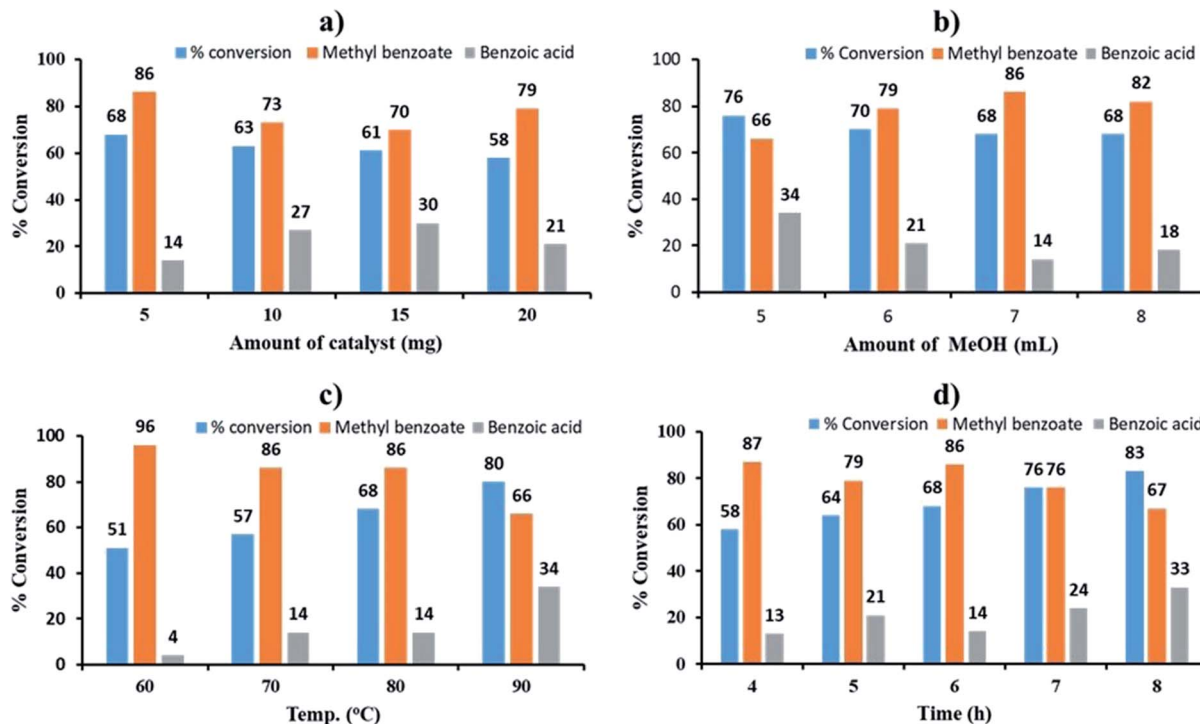 a)
% conversion Methyl benzoate Benzoic acid
% Conversion
100
80
60
40
20
0
68 86 14
63 73 27
61 70 30
58 79 21
5 10 15 20
Amount of catalyst (mg)
b)
% Conversion Methyl benzoate Benzoic acid
% Conversion
100
80
60
40
20
0
76 66 34
70 79 21
68 86 14
68 82 18
5 6 7 8
Amount of MeOH (mL)
c)
% conversion Methyl benzoate Benzoic acid
% Conversion
100
80
60
40
20
0
51 96 4
57 86 14
68 86 14
80 66 34
60 70 80 90
Temp. (ºC)
d)
% Conversion Methyl benzoate Benzoic acid
% Conversion
100
80
60
40
20
0
58 87 13
64 79 21
68 86 14
76 76 24
83 67 33
4 5 6 7 8
Time (h)